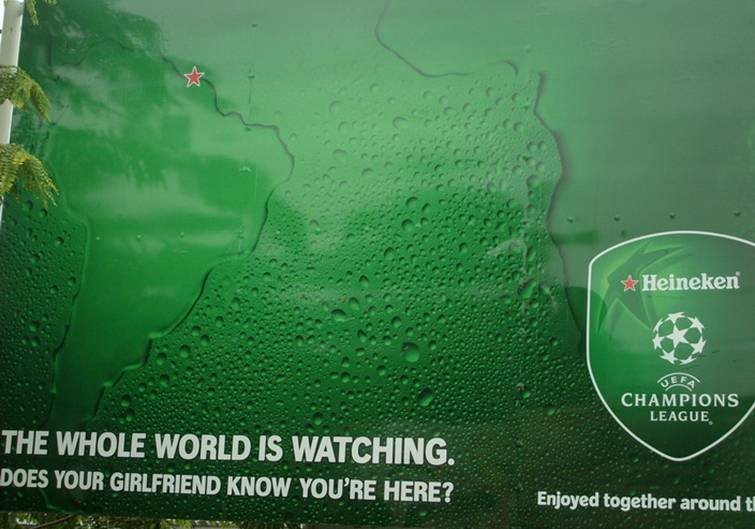 Heineken
UEFA
CHAMPIONS
LEAGUE
THE WHOLE WORLD IS WATCHING.
DOES YOUR GIRLFRIEND KNOW YOU'RE HERE?
Enjoyed together around